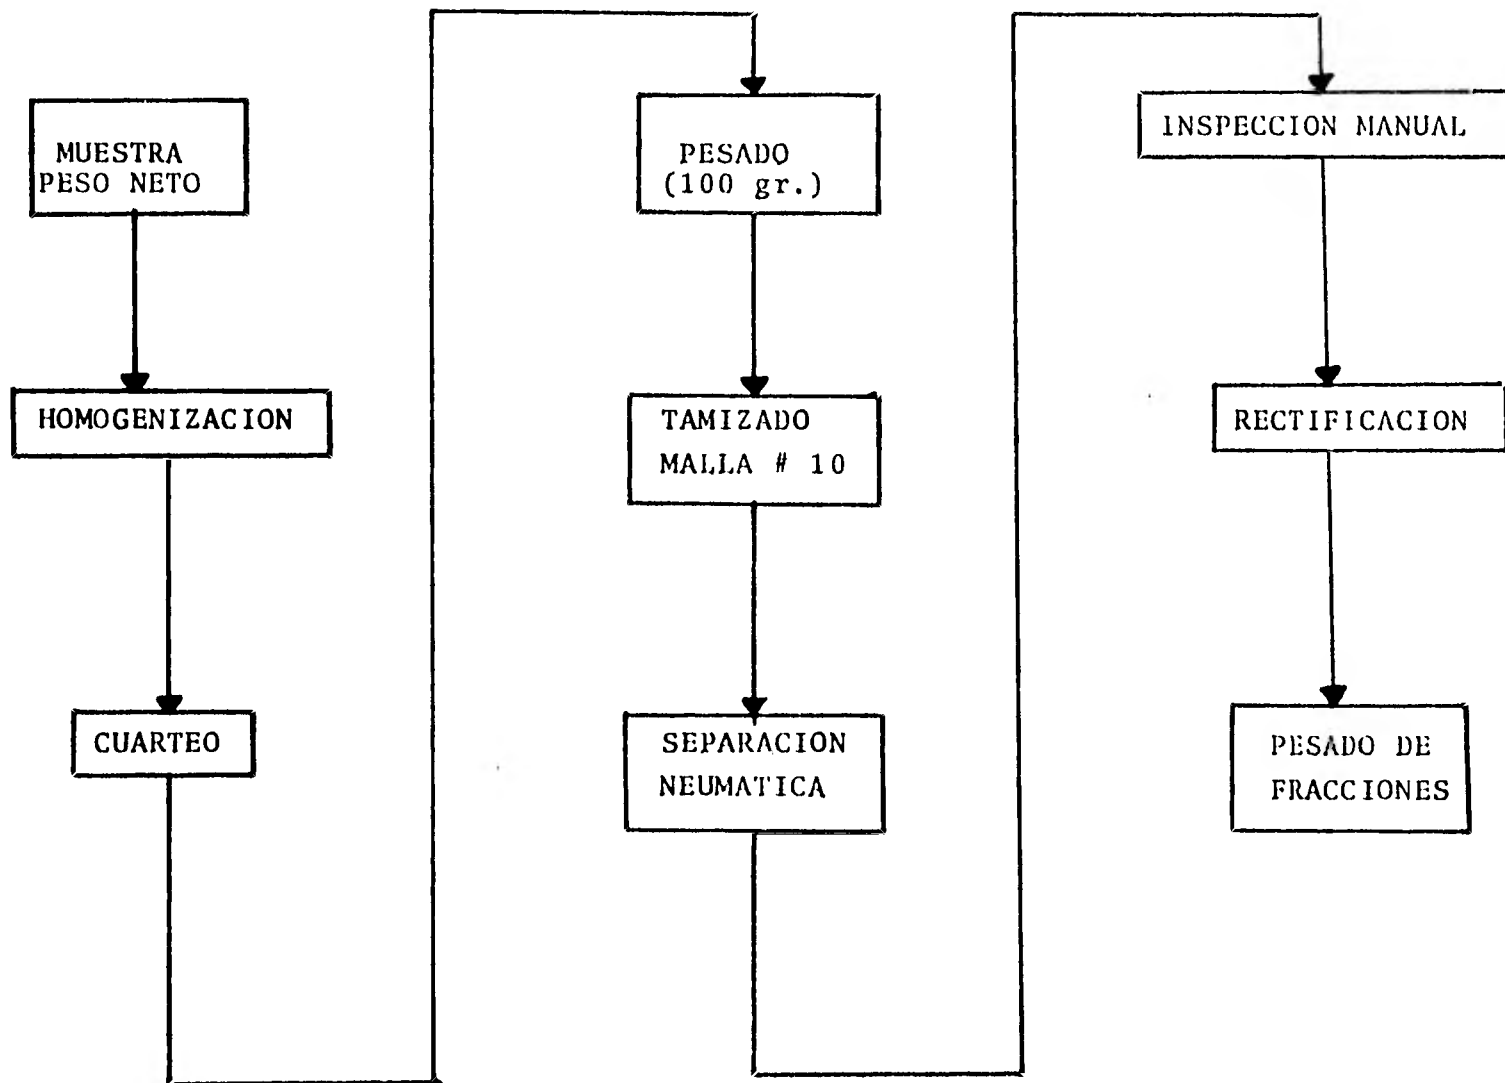 MUESTRA
PESO NETO
HOMOGENIZACION
CUARTEO
PESADO
(100 gr.)
TAMIZADO
MALLA # 10
SEPARACION
NEUMATICA
INSPECCION MANUAL
RECTIFICACION
PESADO DE
FRACCIONES